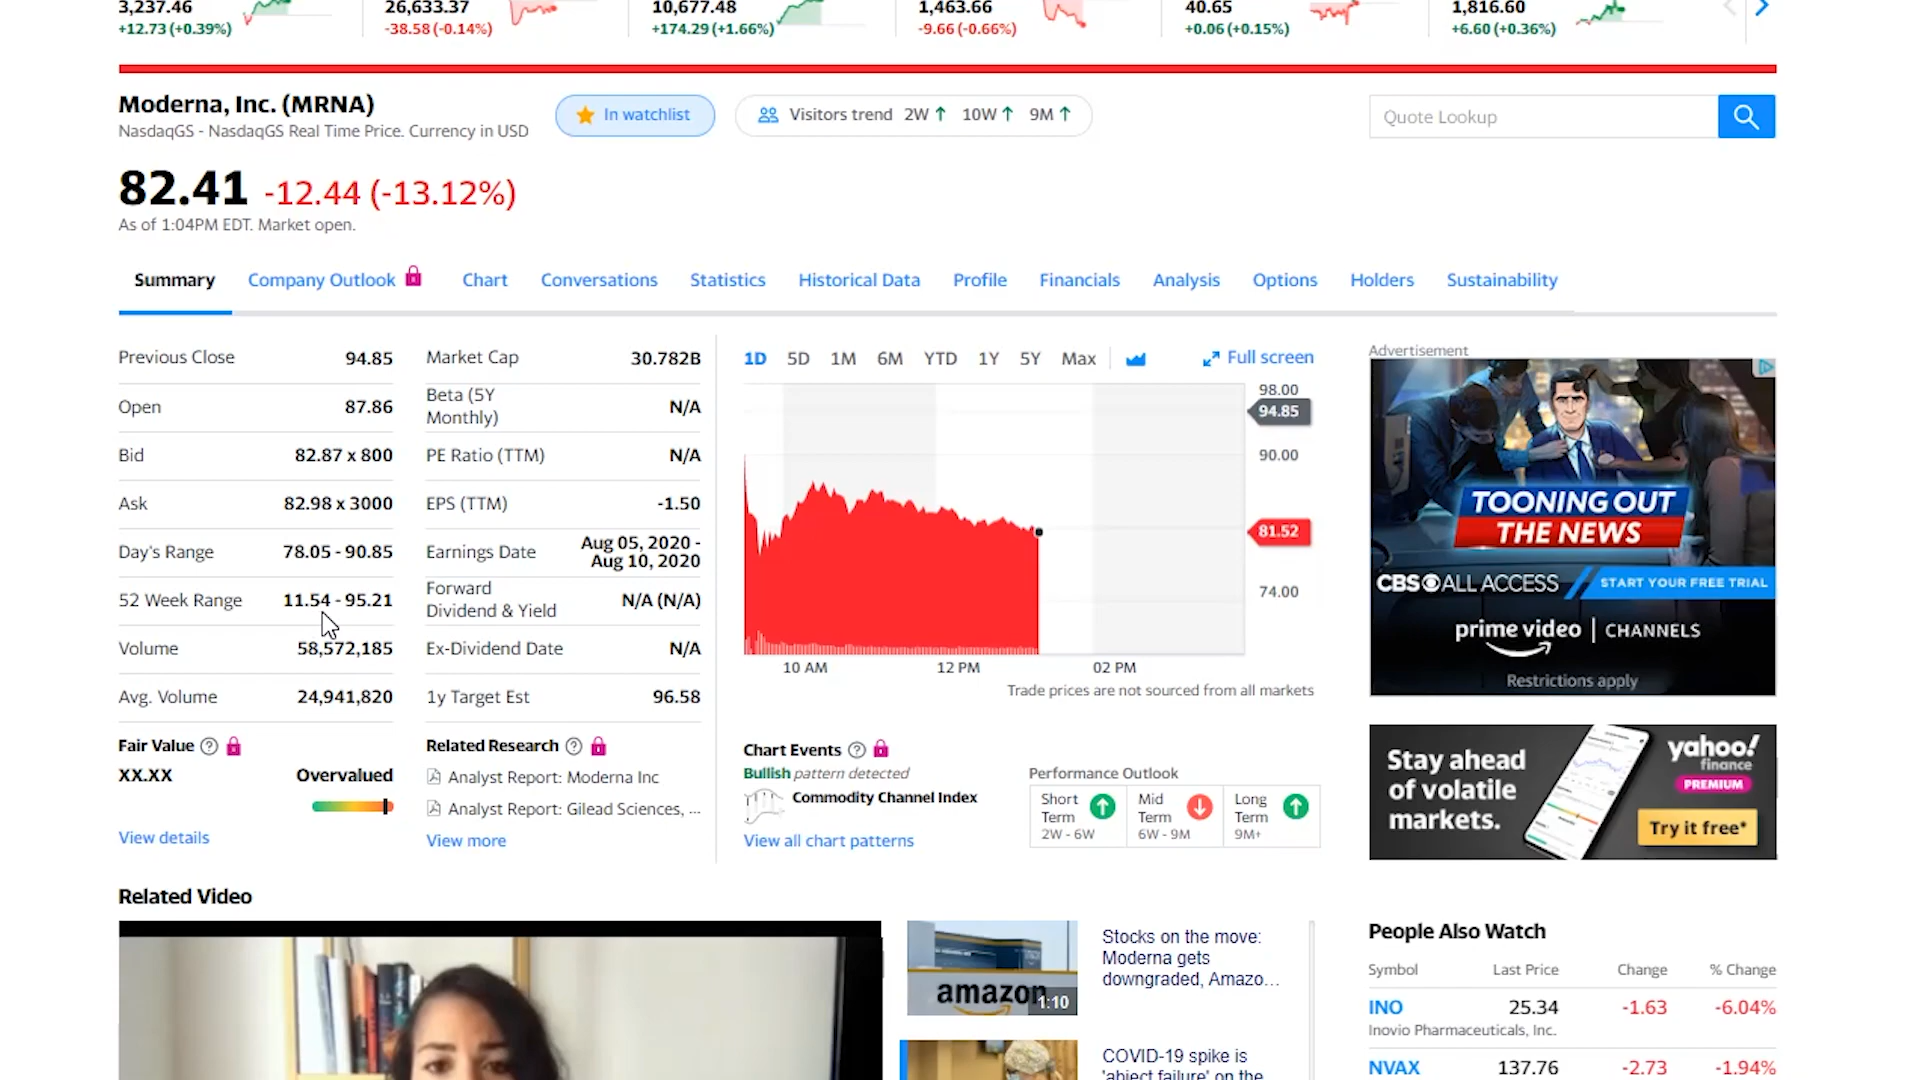 3,237.46
+12.73 (+0.39%)
26,633.37
-38.58 (-0.14%)
10,677.48
+174.29 (+1.66%)
1,463.66
-9.66 (-0.66%)
40.65
+0.06 (+0.15%)
1,816.60
+6.60 (+0.36%)
Moderna, Inc. (MRNA)
NasdaqGS - NasdaqGS Real Time Price. Currency in USD
In watchlist
Visitors trend 2W ↑ 10W ↑ 9M ↑
Quote Lookup
82.41 -12.44 (-13.12%)
As of 1:04PM EDT. Market open.
Summary Company Outlook Chart Conversations Statistics Historical Data Profile Financials Analysis Options Holders Sustainability
Previous Close 94.85
Open 87.86
Bid 82.87 x 800
Ask 82.98 x 3000
Day's Range 78.05 - 90.85
52 Week Range 11.54 - 95.21
Volume 58,572,185
Avg. Volume 24,941,820
Market Cap 30.782B
Beta (5Y
Monthly) N/A
PE Ratio (TTM) N/A
EPS (TTM) -1.50
Earnings Date Aug 05, 2020 -
Aug 10, 2020
Forward
Dividend & Yield N/A (N/A)
Ex-Dividend Date N/A
1y Target Est 96.58
1D 5D 1M 6M YTD 1Y 5Y Max
Full screen
98.00
94.85
90.00
81.52
74.00
10 AM 12 PM 02 PM
Trade prices are not sourced from all markets
Advertisement
TOONING OUT
THE NEWS
CBS ALL ACCESS START YOUR FREE TRIAL
prime video | CHANNELS
Restrictions apply
Fair Value ?
XX.XX Overvalued
View details
Related Research ?
Analyst Report: Moderna Inc
Analyst Report: Gilead Sciences, ...
View more
Chart Events ?
Bullish pattern detected
Commodity Channel Index
View all chart patterns
Performance Outlook
Short
Term
2W - 6W
Mid
Term
6W - 9M
Long
Term
9M+
Stay ahead
of volatile
markets.
yahoo!
finance
PREMIUM
Try it free*
Related Video
amazon
1:10
Stocks on the move:
Moderna gets
downgraded, Amazo...
COVID-19 spike is
'abject failure' on the
People Also Watch
Symbol Last Price Change % Change
INO 25.34 -1.63 -6.04%
Inovio Pharmaceuticals, Inc.
NVAX 137.76 -2.73 -1.94%